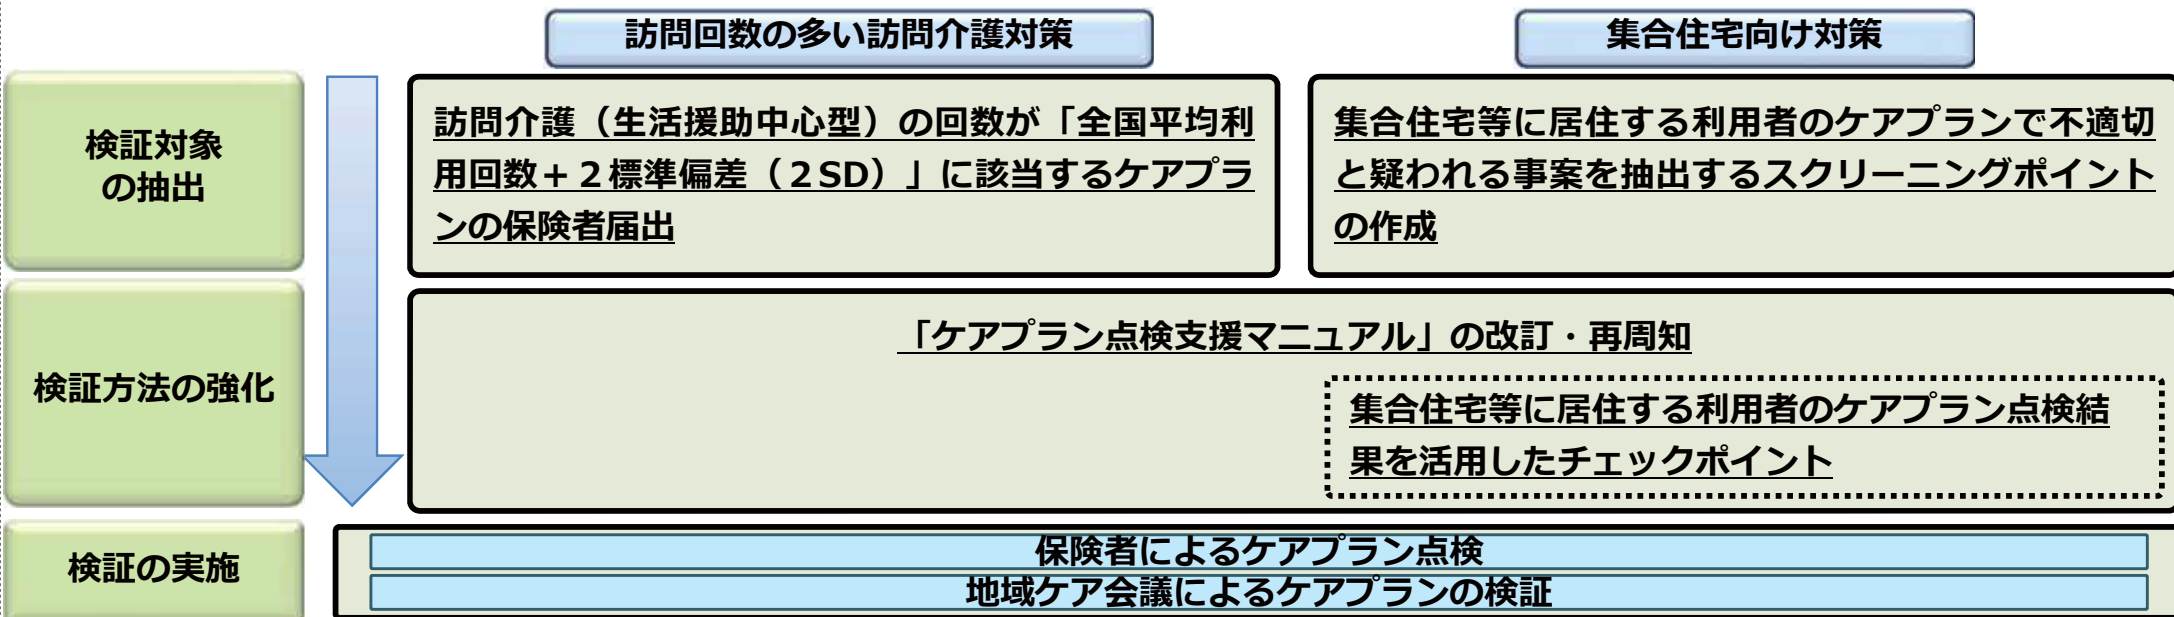 訪問回数の多い訪問介護対策
集合住宅向け対策
検証対象
の抽出
訪問介護（生活援助中心型）の回数が「全国平均利
用回数＋２標準偏差（２SD）」に該当するケアプラ
ンの保険者届出
集合住宅等に居住する利用者のケアプランで不適切
と疑われる事案を抽出するスクリーニングポイント
の作成
検証方法の強化
「ケアプラン点検支援マニュアル」の改訂・再周知
集合住宅等に居住する利用者のケアプラン点検結
果を活用したチェックポイント
検証の実施
保険者によるケアプラン点検
地域ケア会議によるケアプランの検証